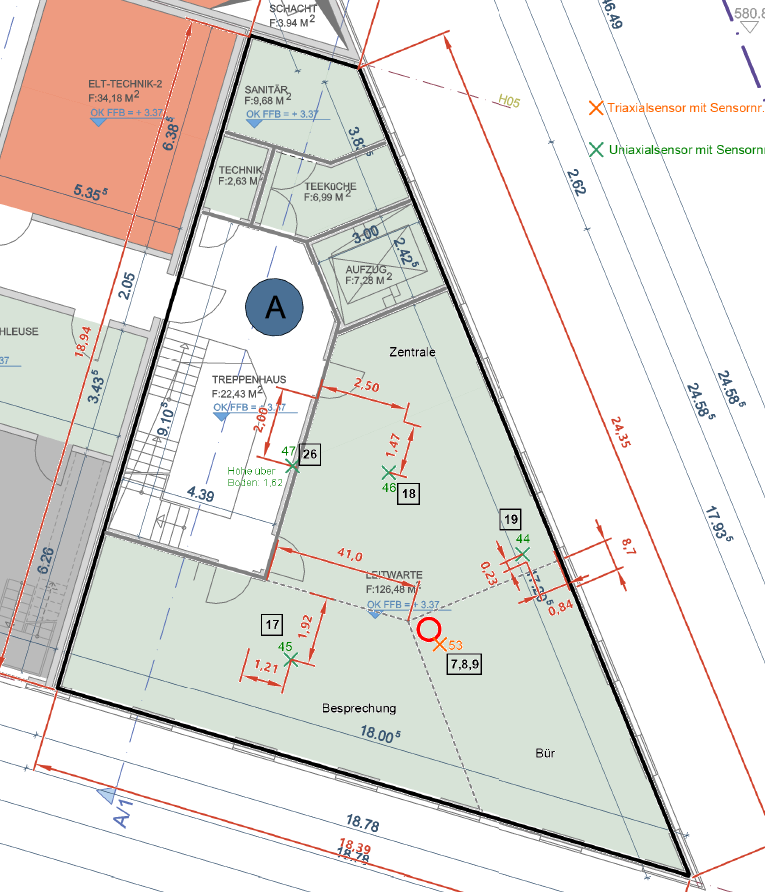 SCHACHT
F:3.94 M2
46.49
580.8
ELT-TECHNIK-2
F:34,18 M2
OK FFB = + 3.37
SANITÄR
F:9,68 M2
OK FFB = + 3.37
H05
Triaxialsensor mit Sensornr.
Uniaxialsensor mit Sensornr
6.385
3.8
2.62
5.355
TECHNIK
F:2,63 M2
TEEKüCHE
F:6,99 M2
3.00
2.425
AUFZUG
F:7,28 M2
2.05
A
HLEUSE
37
18,94
3.435
Zentrale
TREPPENHAUS
F:22,43 M2
OK FFB = + 3.37
2,50
2,00
1.47
9.105
24.585
24.585
24,35
47
26
Höhe über
Boden: 1,62
46
18
4.39
17.935
19
44
8,7
0,23
0,84
41,0
6.26
LEITWARTE
F:126,48 M2
OK FFB = + 3.37
17
1,92
45
53
7,8,9
1,21
Besprechung
18.005
Bür
A/1
18.78
18,39
18.78